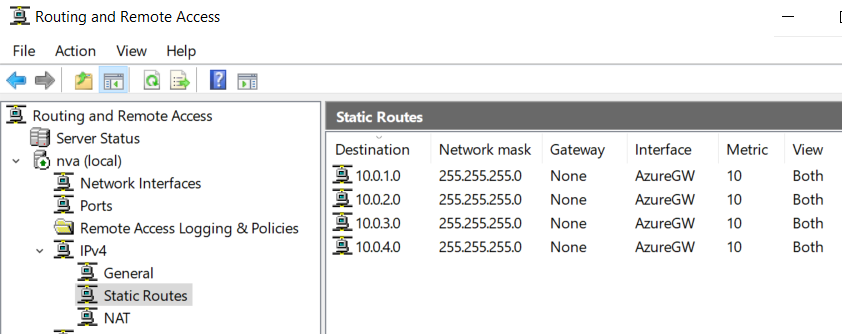 Routing and Remote Access
File Action View Help
Routing and Remote Access
Server Status
nva (local)
Network Interfaces
Ports
Remote Access Logging & Policies
IPv4
General
Static Routes
NAT
Static Routes
Destination Network mask Gateway Interface Metric View
10.0.1.0 255.255.255.0 None AzureGW 10 Both
10.0.2.0 255.255.255.0 None AzureGW 10 Both
10.0.3.0 255.255.255.0 None AzureGW 10 Both
10.0.4.0 255.255.255.0 None AzureGW 10 Both